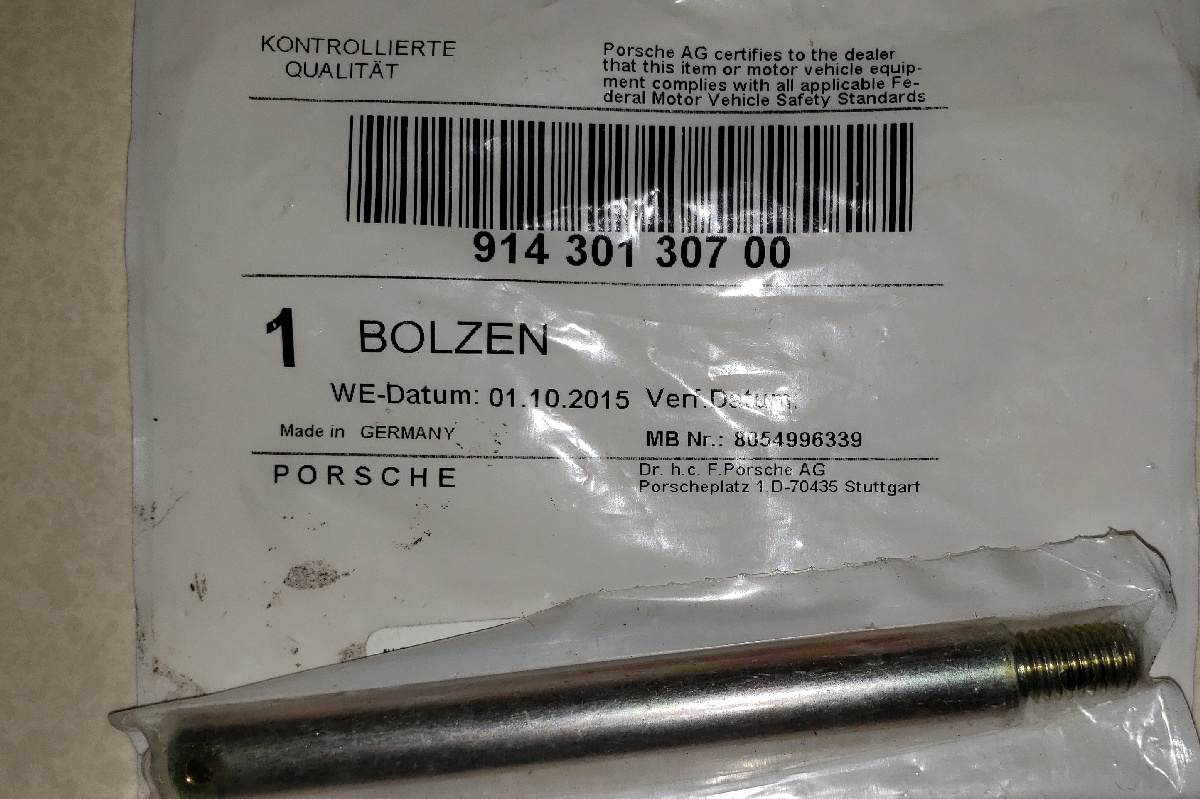 KONTROLLIERTE
QUALITÄT
Porsche AG certifies to the dealer
that this item or motor vehicle equip-
ment complies with all applicable Fe-
deral Motor Vehicle Safety Standards
914 301 307 00
1 BOLZEN
WE-Datum: 01.10.2015 Verf.Datum:
Made in GERMANY
MB Nr.: 8054996339
PORSCHE
Dr. h.c. F.Porsche AG
Porscheplatz 1 D-70435 Stuttgart